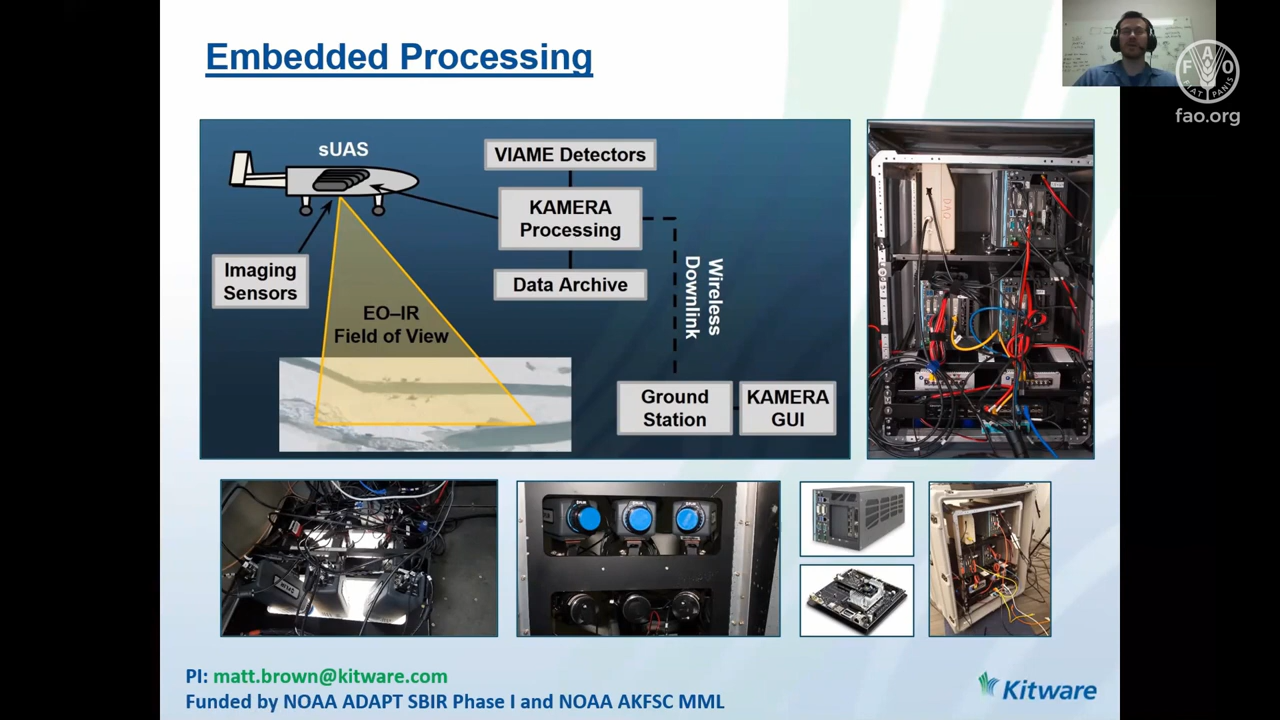 Embedded Processing
F A O
FIAT PANIS
fao.org
sUAS
VIAME Detectors
KAMERA
Processing
Data Archive
Imaging
Sensors
EO–IR
Field of View
Wireless
Downlink
Ground
Station
KAMERA
GUI
PI: matt.brown@kitware.com
Funded by NOAA ADAPT SBIR Phase I and NOAA AKFSC MML
Kitware